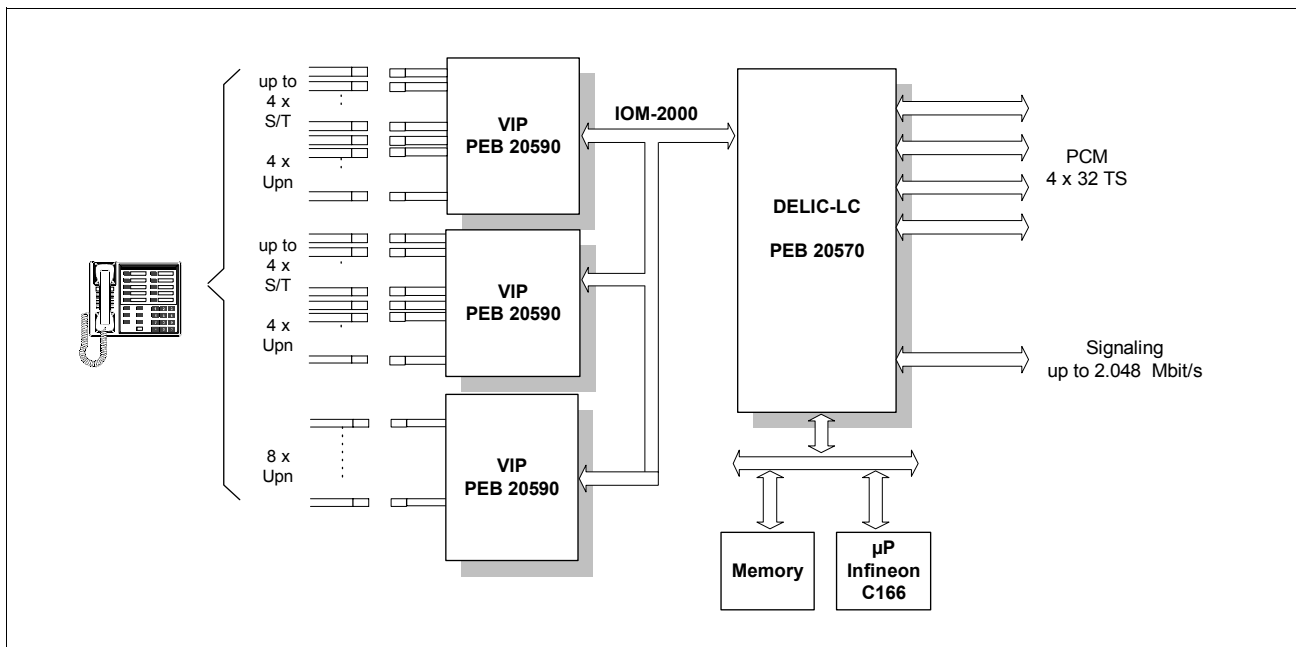 up to
4 x
S/T
4 x
Upn
VIP
PEB 20590
up to
4 x
S/T
4 x
Upn
VIP
PEB 20590
8 x
Upn
VIP
PEB 20590
IOM-2000
DELIC-LC
PEB 20570
PCM
4 x 32 TS
Signaling
up to 2.048 Mbit/s
Memory
µP
Infineon
C166